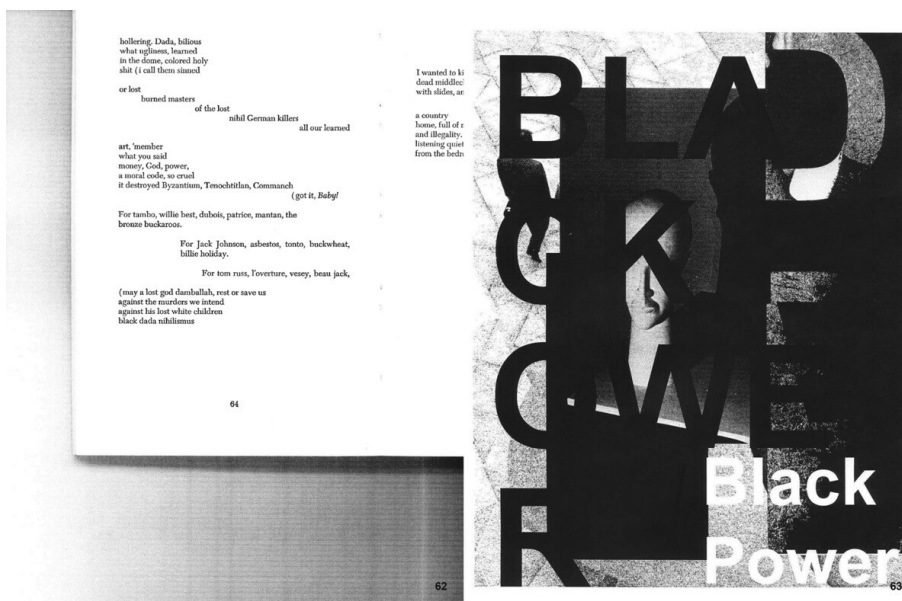 hollering. Dada, bilious
what ugliness, learned
in the dome, colored holy
shit (i call them sinned
or lost
burned masters
of the lost
nihil German killers
all our learned
art, 'member
what you said
money, God, power,
a moral code, so cruel
it destroyed Byzantium, Tenochtitlan, Commanch
(got it, Baby!
For tambo, willie best, dubois, patrice, mantan, the
bronze buckaroos.
For Jack Johnson, asbestos, tonto, buckwheat,
billie holiday.
For tom russ, l'overture, vesey, beau jack,
(may a lost god damballah, rest or save us
against the murders we intend
against his lost white children
black dada nihilismus
64
I wanted to
dead
with slides,
a country
home, full of
and illegality.
listening
from the
62
BLA
CK P
OWE
R
Black
Power
63